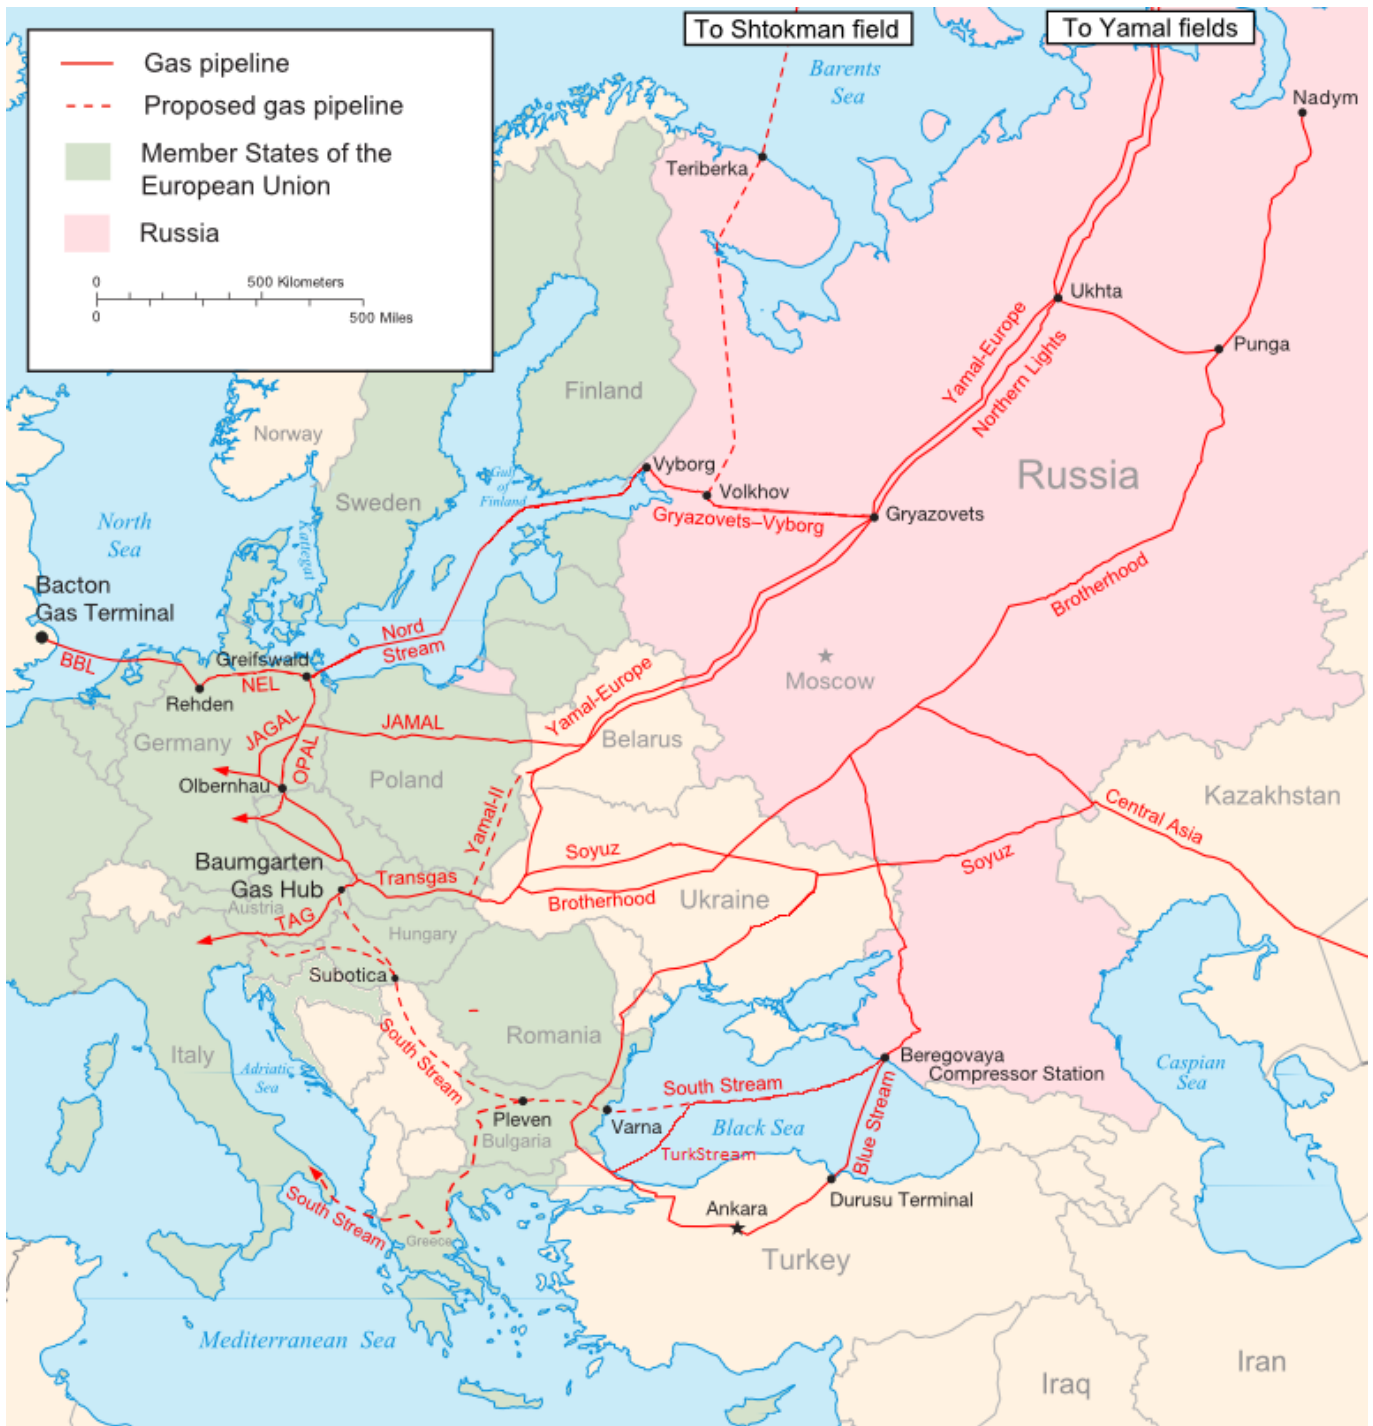 To Shtokman field
To Yamal fields
Gas pipeline
Proposed gas pipeline
Member States of the
European Union
Russia
0
500 Kilometers
0
500 Miles
Barents
Sea
Nadym
Teriberka
Ukhta
Punga
Yamal-Europe
Northern Lights
Finland
Norway
Sweden
Gulf
of
Finland
Vyborg
Volkhov
Gryazovets–Vyborg
Gryazovets
Russia
North
Sea
Kattegat
Bacton
Gas Terminal
BBL
Brotherhood
Nord
Stream
Greifswald
NEL
Rehden
Moscow
Yamal-Europe
Belarus
JAGAL
JAMAL
Germany
OPAL
Poland
Olbernhau
Yamal-II
Kazakhstan
Central Asia
Soyuz
Soyuz
Baumgarten
Gas Hub
Transgas
Brotherhood
Ukraine
Austria
TAG
Hungary
Subotica
Romania
Italy
Adriatic
Sea
South Stream
Beregovaya
Compressor Station
Caspian
Sea
South Stream
Pleven
Bulgaria
Varna
Black Sea
TurkStream
Blue Stream
Durusu Terminal
Ankara
South Stream
Greece
Turkey
Mediterranean Sea
Iraq
Iran